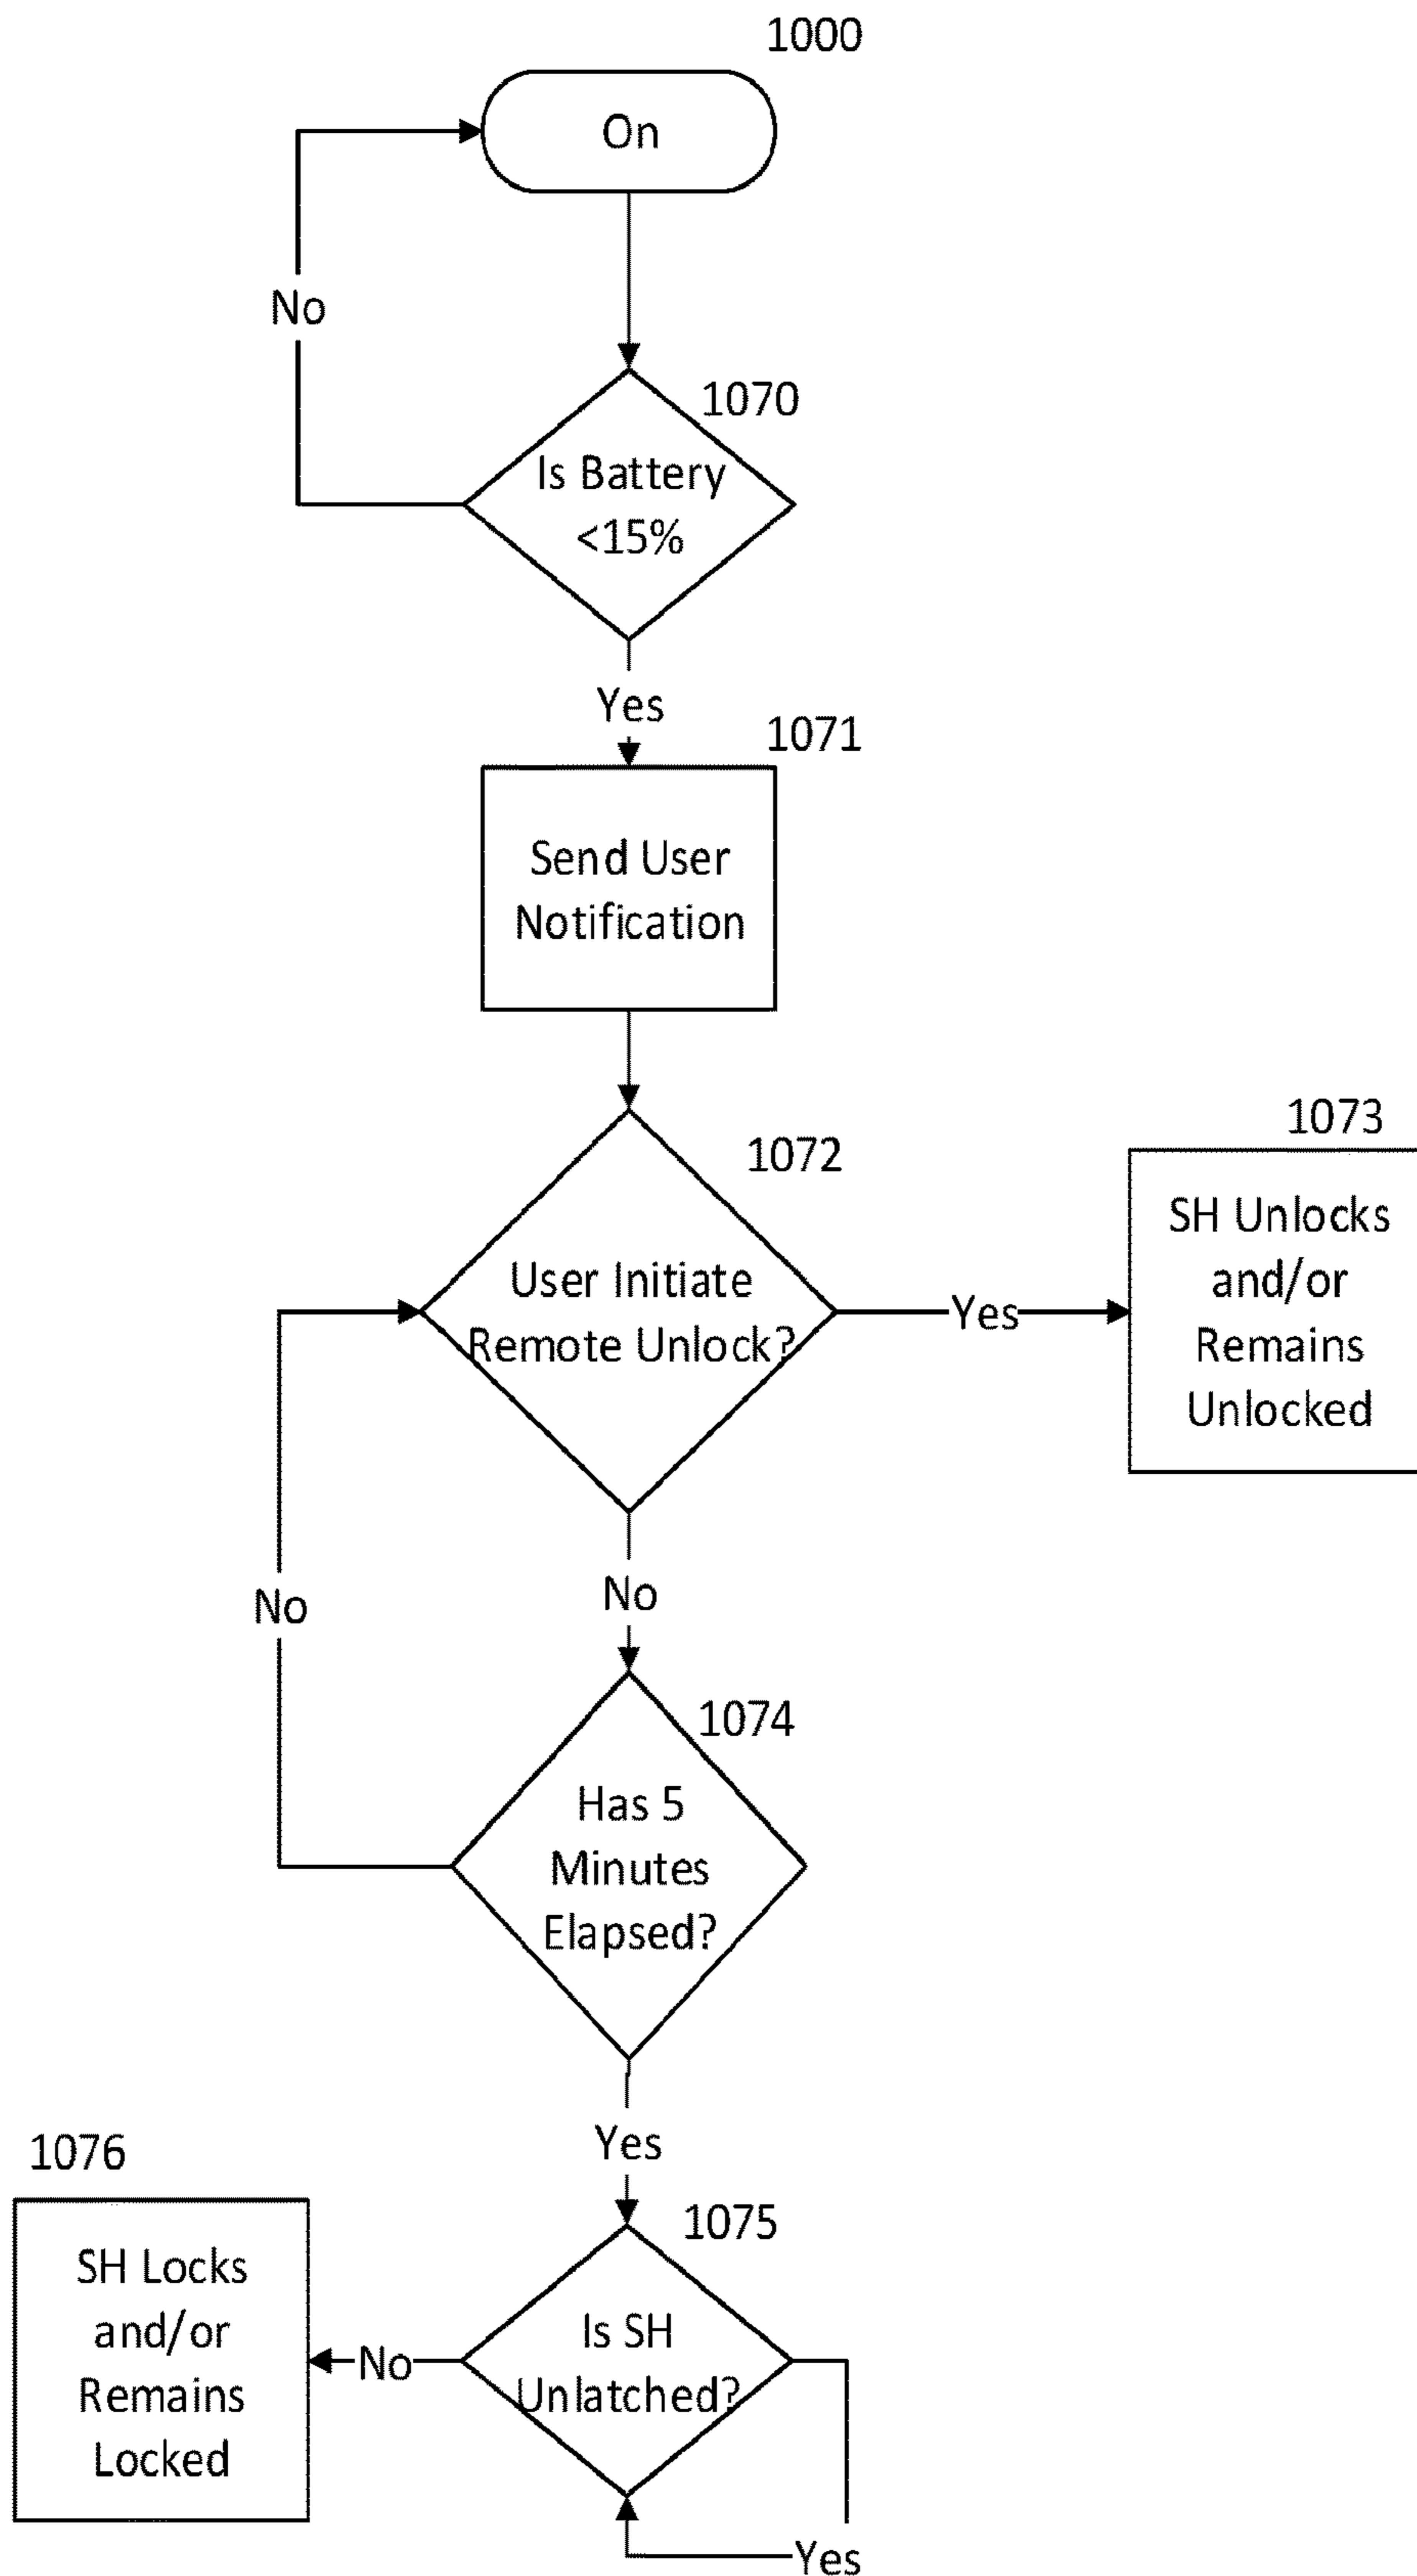 1000
On
No
1070
Is Battery
<15%
Yes
1071
Send User
Notification
1072
User Initiate
Remote Unlock?
Yes
1073
SH Unlocks
and/or
Remains
Unlocked
No
No
1074
Has 5
Minutes
Elapsed?
Yes
1076
SH Locks
and/or
Remains
Locked
No
1075
Is SH
Unlatched?
Yes